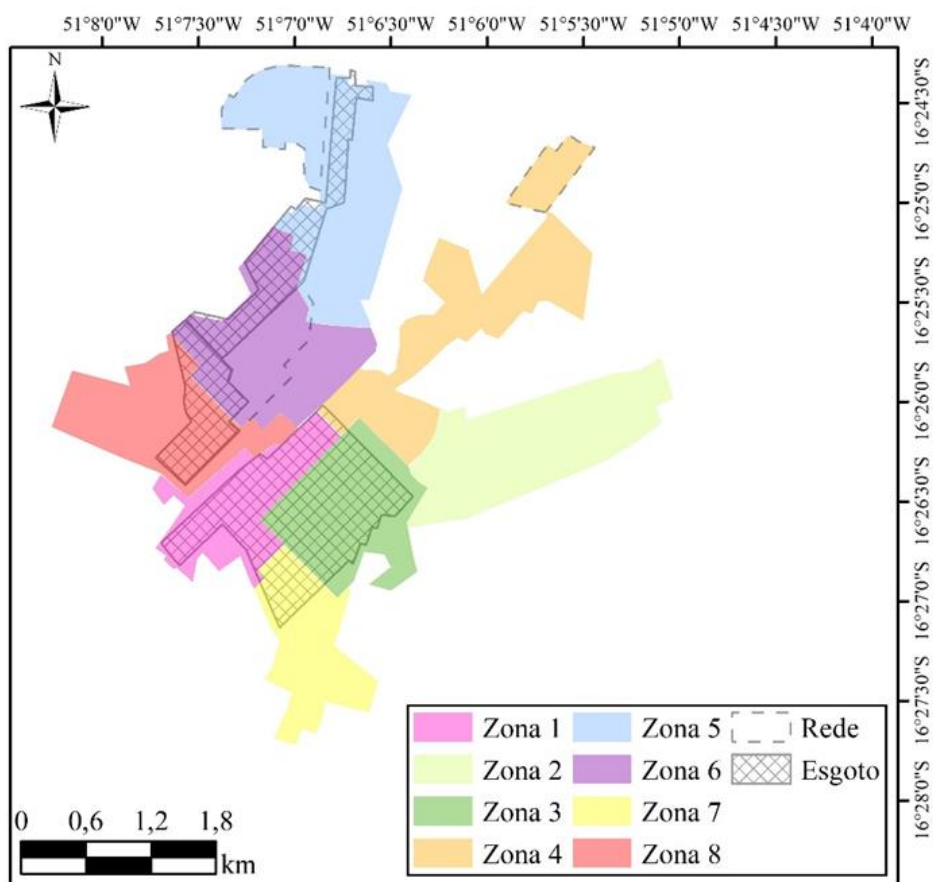 51°8'0"W 51°7'30"W 51°7'0"W 51°6'30"W 51°6'0"W 51°5'30"W 51°5'0"W 51°4'30"W 51°4'0"W
N
16°24'30"S
16°25'0"S
16°25'30"S
16°26'0"S
16°26'30"S
16°27'0"S
16°27'30"S
16°28'0"S
Zona 1 Zona 5 Rede
Zona 2 Zona 6 Esgoto
Zona 3 Zona 7
Zona 4 Zona 8
0 0,6 1,2 1,8
km